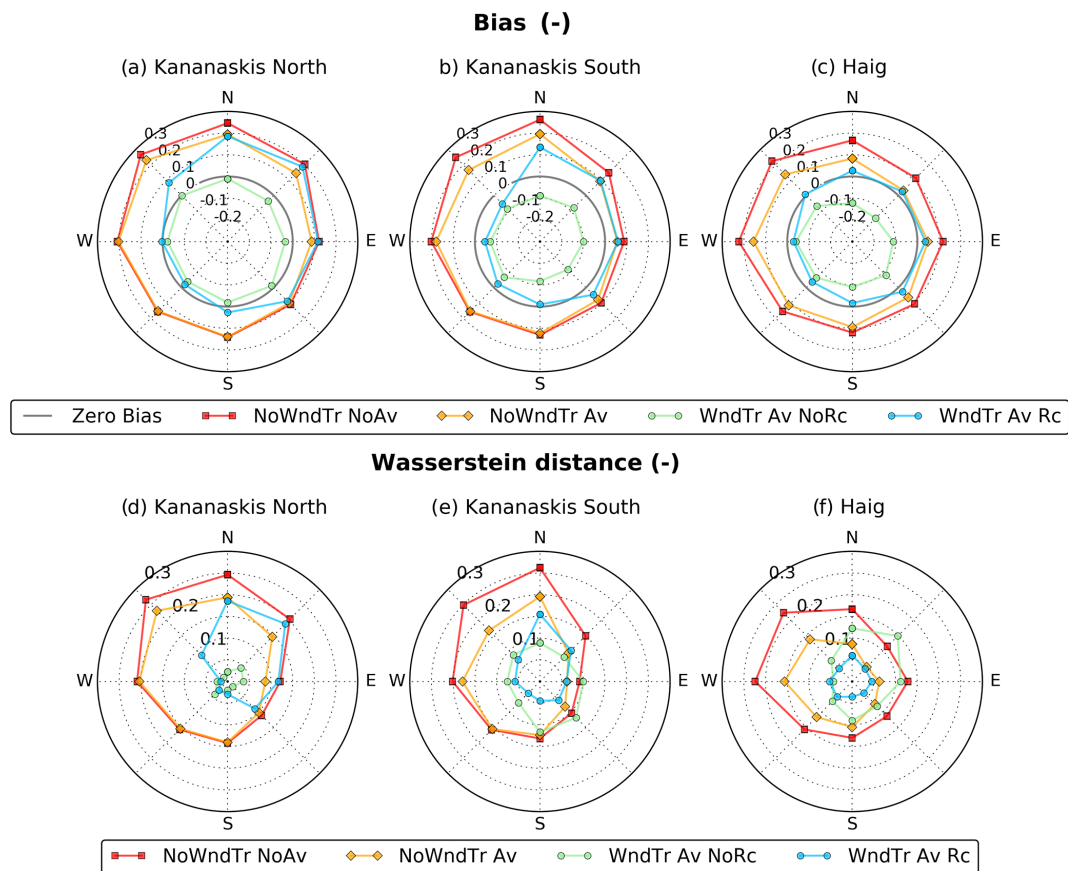 Bias (-)
(a) Kananaskis North
b) Kananaskis South
(c) Haig
N
N
N
0.3
0.2
0.1
0
-0.1
-0.2
0.3
0.2
0.1
0
-0.1
-0.2
0.3
0.2
0.1
0
-0.1
-0.2
W
E
W
E
W
E
S
S
S
Zero Bias
NoWndTr NoAv
NoWndTr Av
WndTr Av NoRc
WndTr Av Rc
Wasserstein distance (-)
(d) Kananaskis North
(e) Kananaskis South
(f) Haig
N
N
N
0.3
0.2
0.1
0.3
0.2
0.1
0.3
0.2
0.1
W
E
W
E
W
E
S
S
S
NoWndTr NoAv
NoWndTr Av
WndTr Av NoRc
WndTr Av Rc